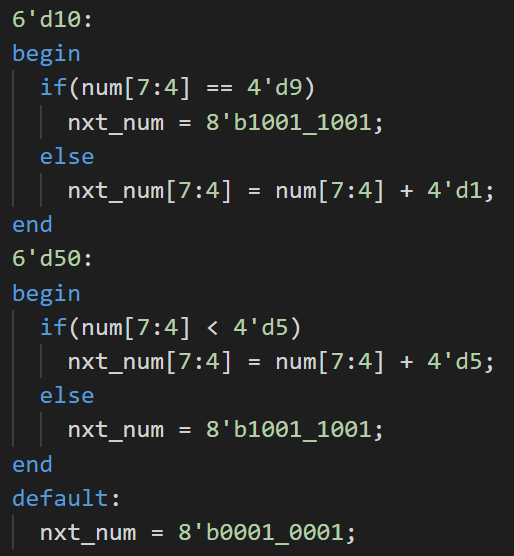 6'd10:
begin
if(num[7:4] == 4'd9)
nxt_num = 8'b1001_1001;
else
nxt_num[7:4] = num[7:4] + 4'd1;
end
6'd50:
begin
if(num[7:4] < 4'd5)
nxt_num[7:4] = num[7:4] + 4'd5;
else
nxt_num = 8'b1001_1001;
end
default:
nxt_num = 8'b0001_0001;